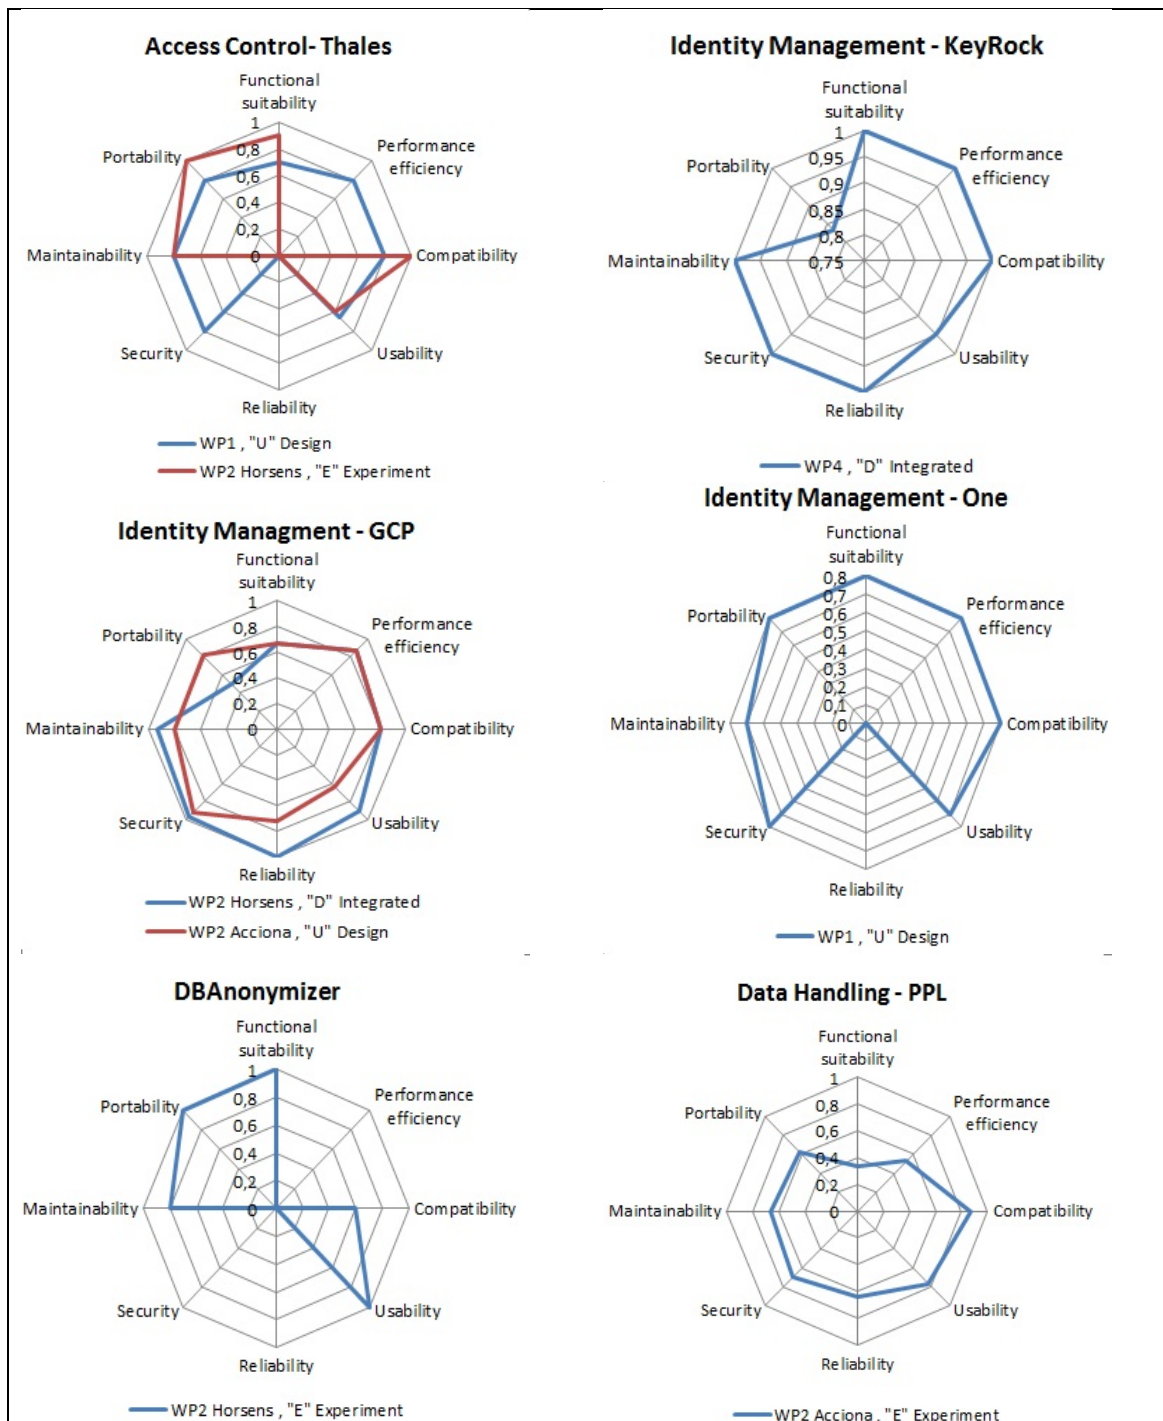 Access Control- Thales
Functional
suitability
1
0,8
0,6
0,4
0,2
0
Performance
efficiency
Compatibility
Usability
Reliability
Security
Maintainability
Portability
WP1 , "U" Design
WP2 Horsens , "E" Experiment
Identity Management - KeyRock
Functional
suitability
1
0,95
0,9
0,85
0,8
0,75
Performance
efficiency
Compatibility
Usability
Reliability
Security
Maintainability
Portability
WP4 , "D" Integrated
Identity Managment - GCP
Functional
suitability
1
0,8
0,6
0,4
0,2
0
Performance
efficiency
Compatibility
Usability
Reliability
Security
Maintainability
Portability
WP2 Horsens , "D" Integrated
WP2 Acciona , "U" Design
Identity Management - One
Functional
suitability
0,8
0,7
0,6
0,5
0,4
0,3
0,2
0,1
0
Performance
efficiency
Compatibility
Usability
Reliability
Security
Maintainability
Portability
WP1 , "U" Design
DBAnonymizer
Functional
suitability
1
0,8
0,6
0,4
0,2
0
Performance
efficiency
Compatibility
Usability
Reliability
Security
Maintainability
Portability
WP2 Horsens , "E" Experiment
Data Handling - PPL
Functional
suitability
1
0,8
0,6
0,4
0,2
0
Performance
efficiency
Compatibility
Usability
Reliability
Security
Maintainability
Portability
WP2 Acciona , "E" Experiment